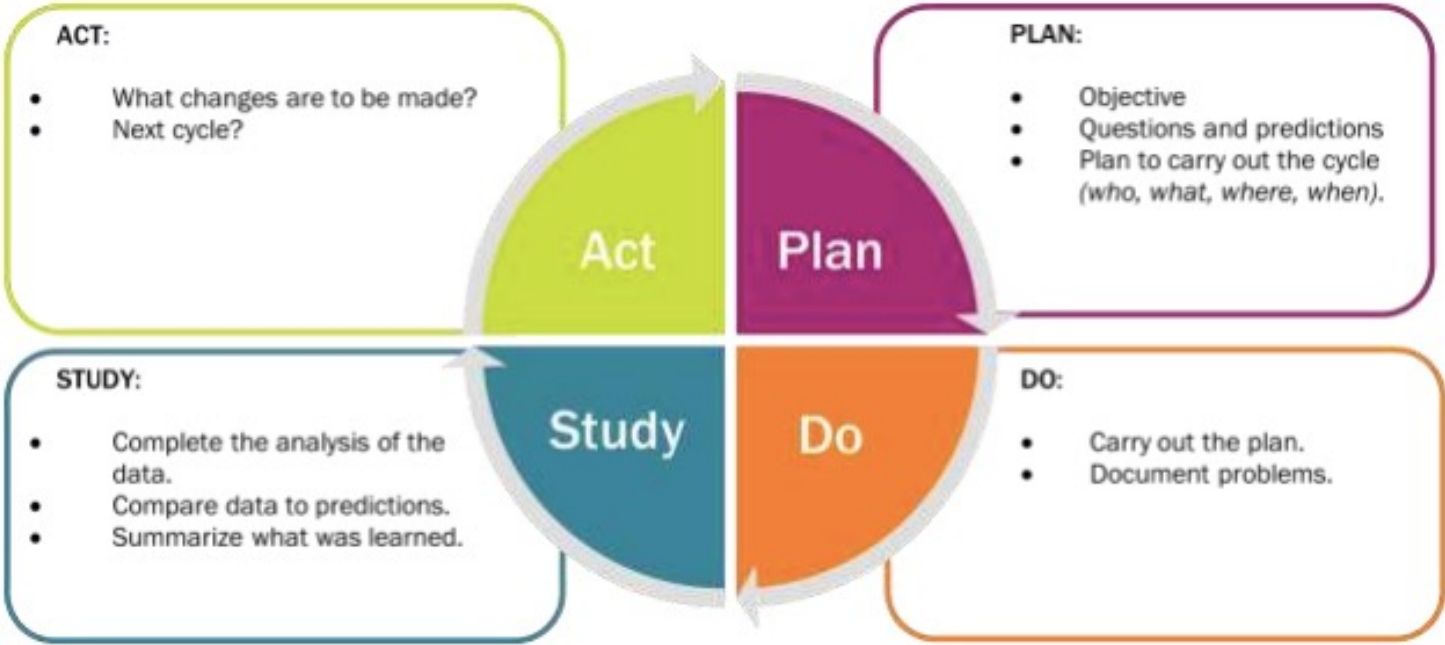 ACT:
• What changes are to be made?
• Next cycle?
PLAN:
• Objective
• Questions and predictions
• Plan to carry out the cycle
(who, what, where, when).
Act
Plan
Study
Do
STUDY:
• Complete the analysis of the
data.
• Compare data to predictions.
• Summarize what was learned.
DO:
• Carry out the plan.
• Document problems.